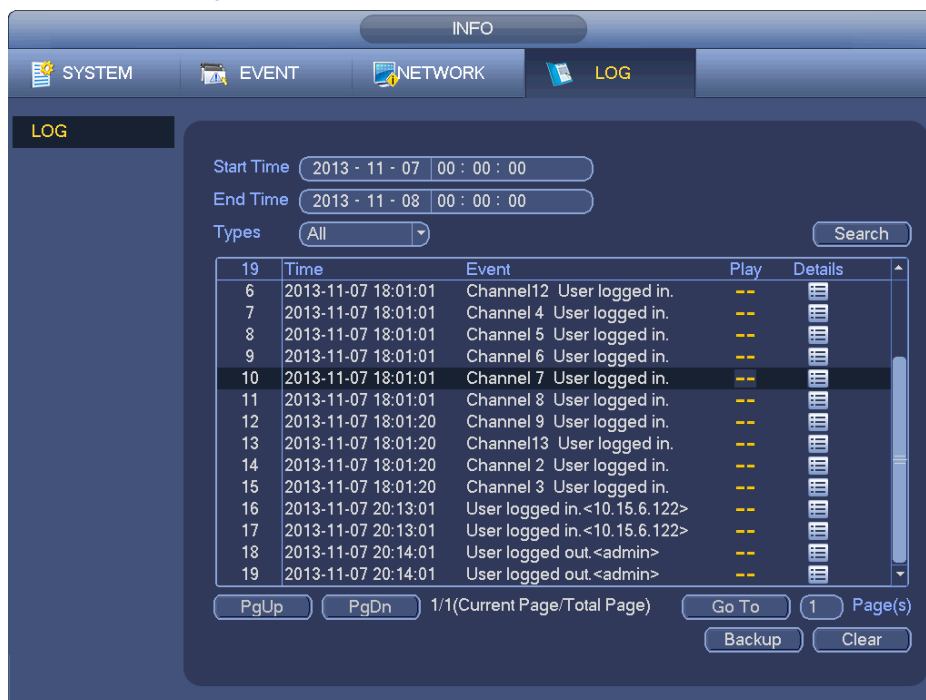 INFO
SYSTEM EVENT NETWORK LOG
LOG
Start Time 2013 - 11 - 07 00 : 00 : 00
End Time 2013 - 11 - 08 00 : 00 : 00
Types All Search
19 Time Event Play Details
6 2013-11-07 18:01:01 Channel12 User logged in. --
7 2013-11-07 18:01:01 Channel 4 User logged in. --
8 2013-11-07 18:01:01 Channel 5 User logged in. --
9 2013-11-07 18:01:01 Channel 6 User logged in. --
10 2013-11-07 18:01:01 Channel 7 User logged in. --
11 2013-11-07 18:01:01 Channel 8 User logged in. --
12 2013-11-07 18:01:20 Channel 9 User logged in. --
13 2013-11-07 18:01:20 Channel13 User logged in. --
14 2013-11-07 18:01:20 Channel 2 User logged in. --
15 2013-11-07 18:01:20 Channel 3 User logged in. --
16 2013-11-07 20:13:01 User logged in.<10.15.6.122> --
17 2013-11-07 20:13:01 User logged in.<10.15.6.122> --
18 2013-11-07 20:14:01 User logged out.<admin> --
19 2013-11-07 20:14:01 User logged out.<admin> --
PgUp PgDn 1/1(Current Page/Total Page) Go To 1 Page(s)
Backup Clear